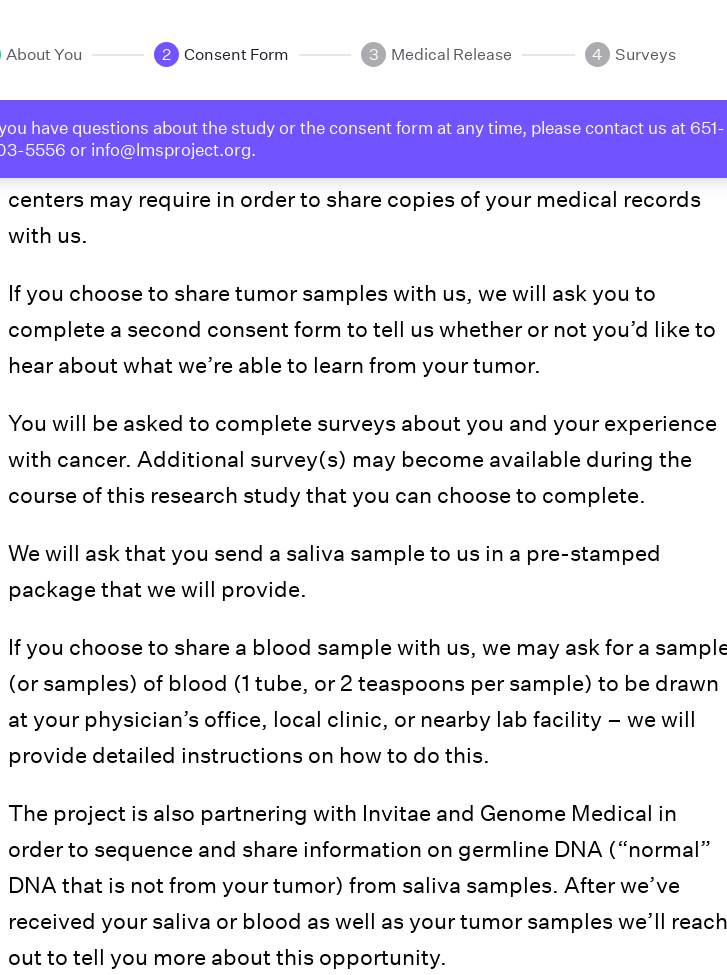 About You
2 Consent Form
3 Medical Release
4 Surveys
you have questions about the study or the consent form at any time, please contact us at 651-
03-5556 or info@lmsproject.org.
centers may require in order to share copies of your medical records
with us.
If you choose to share tumor samples with us, we will ask you to
complete a second consent form to tell us whether or not you’d like to
hear about what we’re able to learn from your tumor.
You will be asked to complete surveys about you and your experience
with cancer. Additional survey(s) may become available during the
course of this research study that you can choose to complete.
We will ask that you send a saliva sample to us in a pre-stamped
package that we will provide.
If you choose to share a blood sample with us, we may ask for a sample
(or samples) of blood (1 tube, or 2 teaspoons per sample) to be drawn
at your physician’s office, local clinic, or nearby lab facility – we will
provide detailed instructions on how to do this.
The project is also partnering with Invitae and Genome Medical in
order to sequence and share information on germline DNA (“normal”
DNA that is not from your tumor) from saliva samples. After we’ve
received your saliva or blood as well as your tumor samples we’ll reach
out to tell you more about this opportunity.